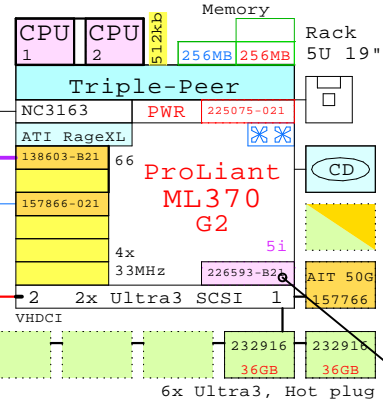 Memory
CPU
1
CPU
2
512kb
Rack
5U 19"
256MB
256MB
Triple-Peer
NC3163
PWR
225075-021
ATI RageXL
138603-B21
66
CD
ProLiant
ML370
G2
157866-021
5i
4x
33MHz
226593-B21
AIT 50G
157766
2
2x Ultra3 SCSI
1
VHDCI
232916
36GB
232916
36GB
6x Ultra3, Hot plug